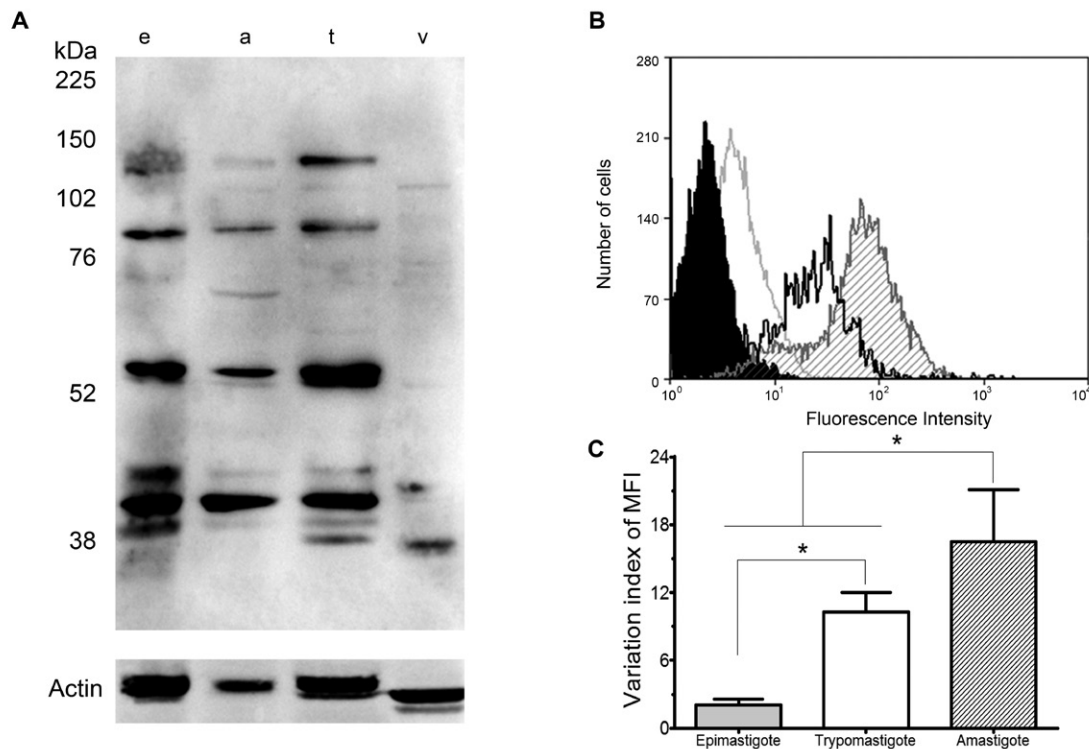 A
e a t v
kDa
225
150
102
76
52
38
Actin
B
280
210
140
70
0
Number of cells
10⁰ 10¹ 10² 10³ 10⁴
Fluorescence Intensity
C
24
18
12
6
0
Variation index of MFI
*
*
Epimastigote Trypomastigote Amastigote